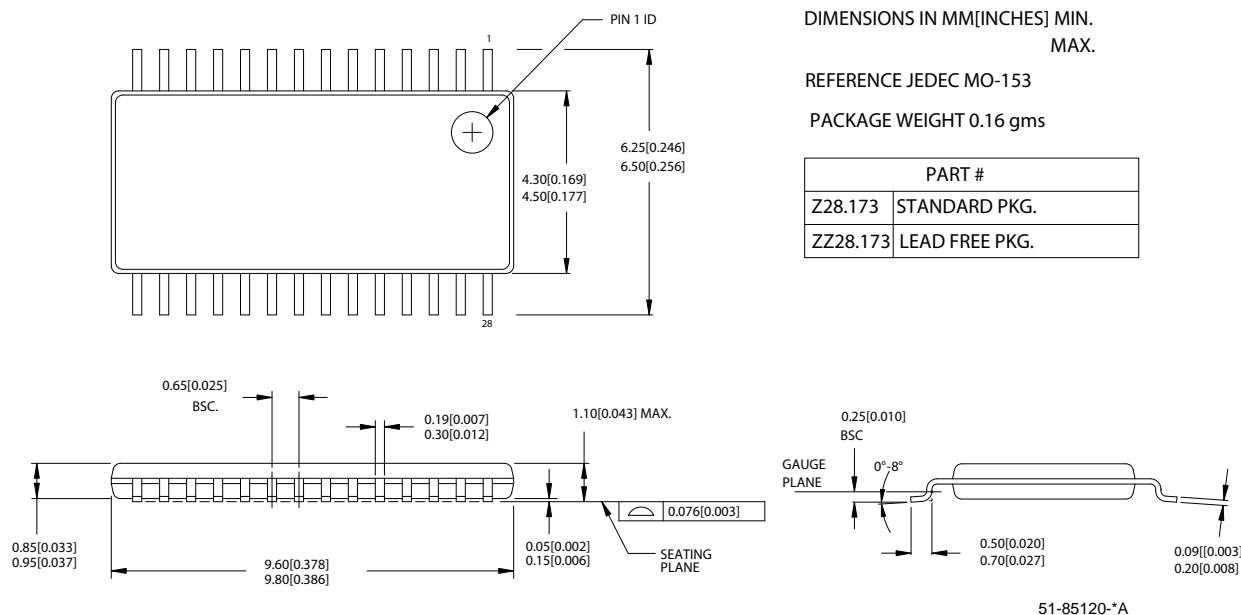 PIN 1 ID
1
6.25[0.246]
6.50[0.256]
4.30[0.169]
4.50[0.177]
28
DIMENSIONS IN MM[INCHES] MIN.
MAX.
REFERENCE JEDEC MO-153
PACKAGE WEIGHT 0.16 gms
PART #
Z28.173 STANDARD PKG.
ZZ28.173 LEAD FREE PKG.
0.65[0.025]
BSC.
0.19[0.007]
0.30[0.012]
1.10[0.043] MAX.
0.85[0.033]
0.95[0.037]
9.60[0.378]
9.80[0.386]
0.05[0.002]
0.15[0.006]
0.076[0.003]
SEATING
PLANE
0.25[0.010]
BSC
GAUGE
PLANE
0°-8°
0.50[0.020]
0.70[0.027]
0.09[[0.003]
0.20[0.008]
51-85120-*A